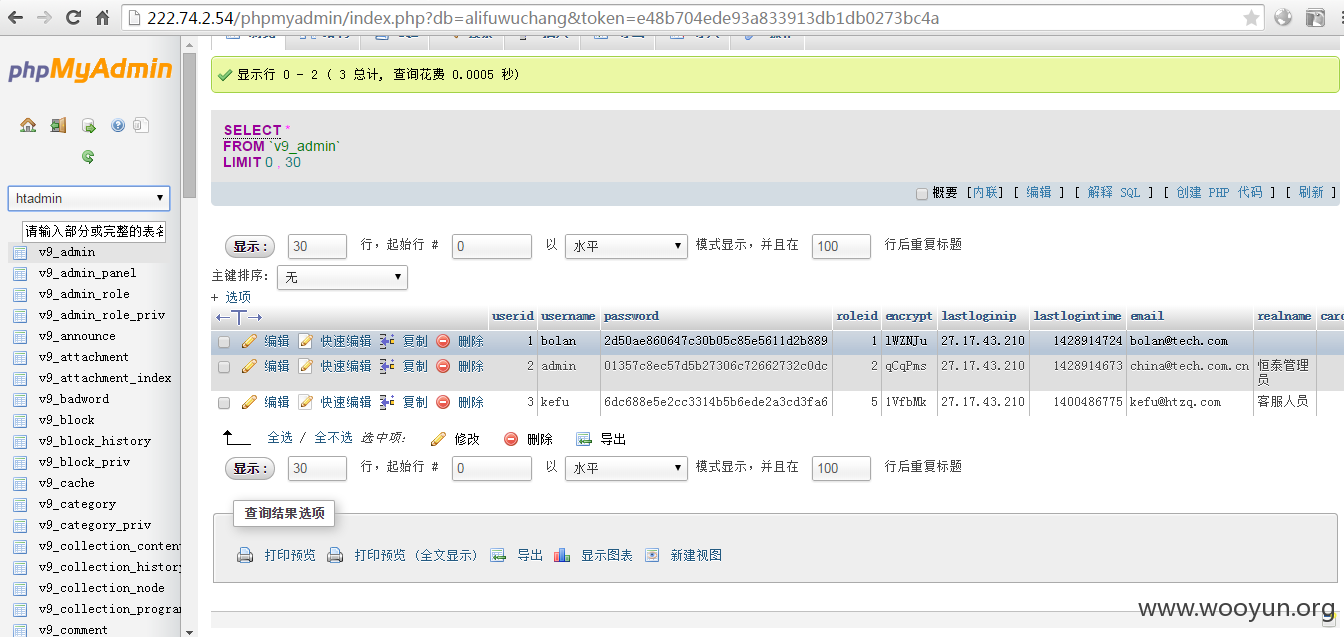 222.74.2.54/phpmyadmin/index.php?db=alifuwuchang&token=e48b704ede93a833913db1db0273bc4a
phpMyAdmin
htadmin
请输入部分或完整的表名
v9_admin
v9_admin_panel
v9_admin_role
v9_admin_role_priv
v9_announce
v9_attachment
v9_attachment_index
v9_badword
v9_block
v9_block_history
v9_block_priv
v9_cache
v9_category
v9_category_priv
v9_collection_content
v9_collection_history
v9_collection_node
v9_collection_program
v9_comment
显示行 0 - 2 ( 3 总计, 查询花费 0.0005 秒)
SELECT *
FROM `v9_admin`
LIMIT 0 , 30
概要 [内联] [ 编辑 ] [ 解释 SQL ] [ 创建 PHP 代码 ] [ 刷新 ]
显示 : 30 行，起始行 # 0 以 水平 模式显示，并且在 100 行后重复标题
主键排序: 无
+ 选项
←T→ userid username password roleid encrypt lastloginip lastlogintime email realname card
编辑 快速编辑 复制 删除 1 bolan 2d50ae860647c30b05c85e5611d2b889 1 lWZNJu 27.17.43.210 1428914724 bolan@tech.com
编辑 快速编辑 复制 删除 2 admin 01357c8ec57d5b27306c72662732c0dc 2 qCqPms 27.17.43.210 1428914673 china@tech.com.cn 恒泰管理员
编辑 快速编辑 复制 删除 3 kefu 6dc688e5e2cc3314b5b6ede2a3cd3fa6 5 1VfbMk 27.17.43.210 1400486775 kefu@htzq.com 客服人员
全选 / 全不选 选中项: 修改 删除 导出
显示 : 30 行，起始行 # 0 以 水平 模式显示，并且在 100 行后重复标题
查询结果选项
打印预览 打印预览 (全文显示) 导出 显示图表 新建视图
www.wooyun.org